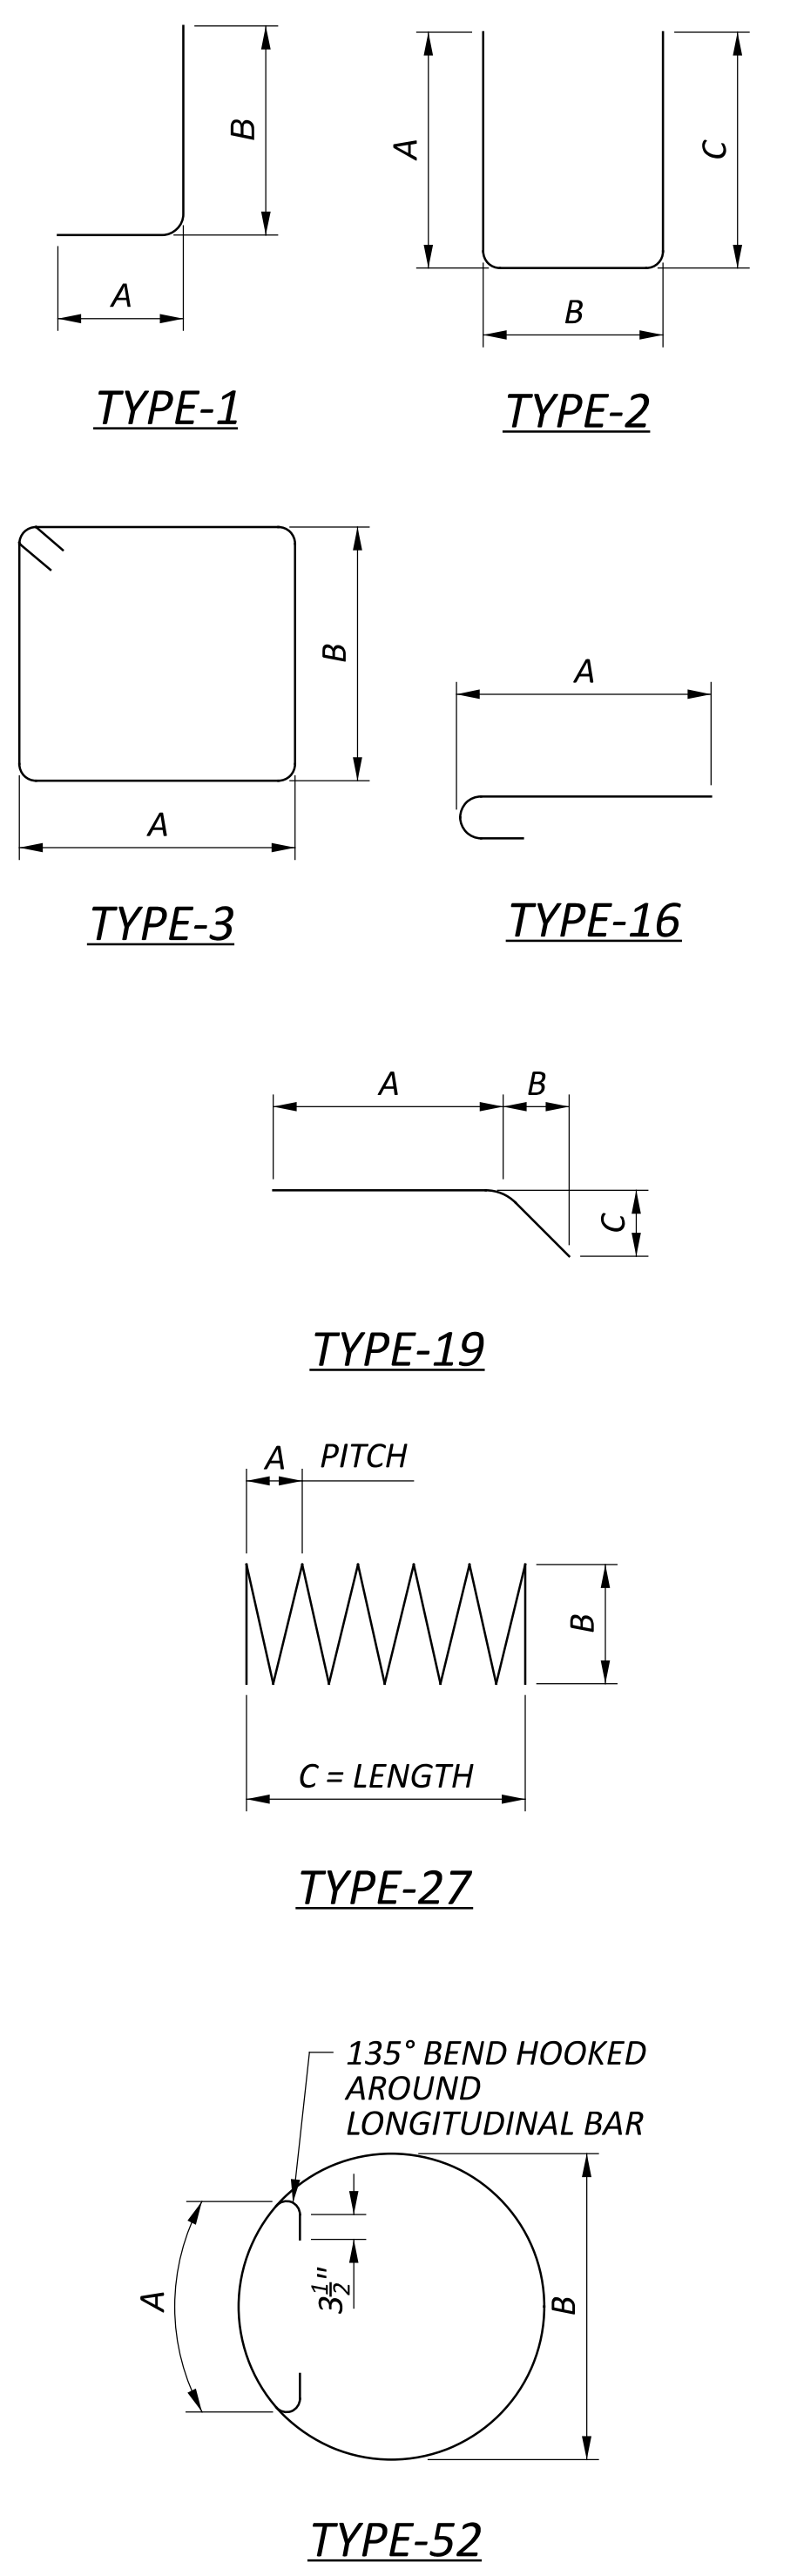 B
A
TYPE-1
A
C
B
TYPE-2
B
A
TYPE-3
A
TYPE-16
A
B
C
TYPE-19
A PITCH
B
C = LENGTH
TYPE-27
135° BEND HOOKED
AROUND
LONGITUDINAL BAR
A
3½"
B
TYPE-52